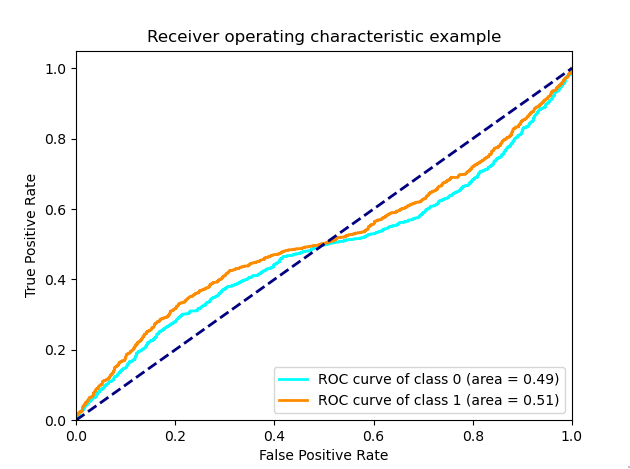 Receiver operating characteristic example
True Positive Rate
1.0
0.8
0.6
0.4
0.2
0.0
ROC curve of class 0 (area = 0.49)
ROC curve of class 1 (area = 0.51)
0.0 0.2 0.4 0.6 0.8 1.0
False Positive Rate